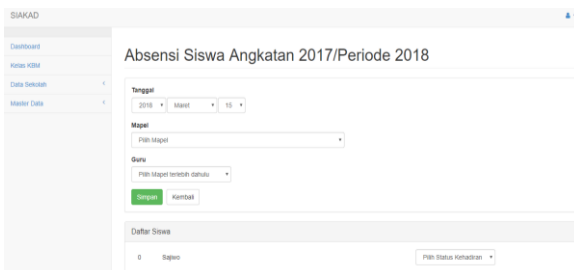 SIAKAD
Dashboard
Kelas KBM
Data Sekolah
Master Data
Absensi Siswa Angkatan 2017/Periode 2018
Tanggal
2018 Maret 16
Mapel
Pilih Mapel
Guru
Pilih Mapel terlebih dahulu
Simpan Kembali
Daftar Siswa
0 Sajiwo Pilih Status Kehadiran